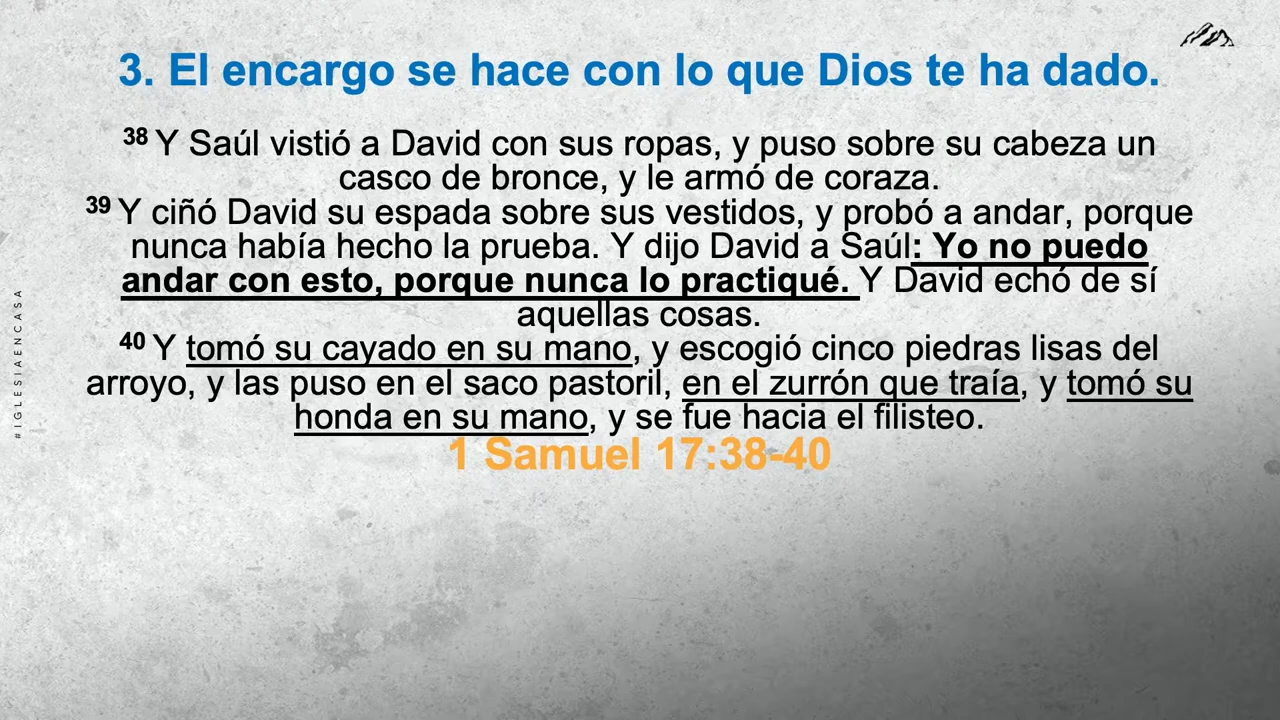 3. El encargo se hace con lo que Dios te ha dado.
38 Y Saúl vistió a David con sus ropas, y puso sobre su cabeza un
casco de bronce, y le armó de coraza.
39 Y ciñó David su espada sobre sus vestidos, y probó a andar, porque
nunca había hecho la prueba. Y dijo David a Saúl: Yo no puedo
andar con esto, porque nunca lo practiqué. Y David echó de sí
aquellas cosas.
40 Y tomó su cayado en su mano, y escogió cinco piedras lisas del
arroyo, y las puso en el saco pastoril, en el zurrón que traía, y tomó su
honda en su mano, y se fue hacia el filisteo.
1 Samuel 17:38-40
#IGLESIAENCASA